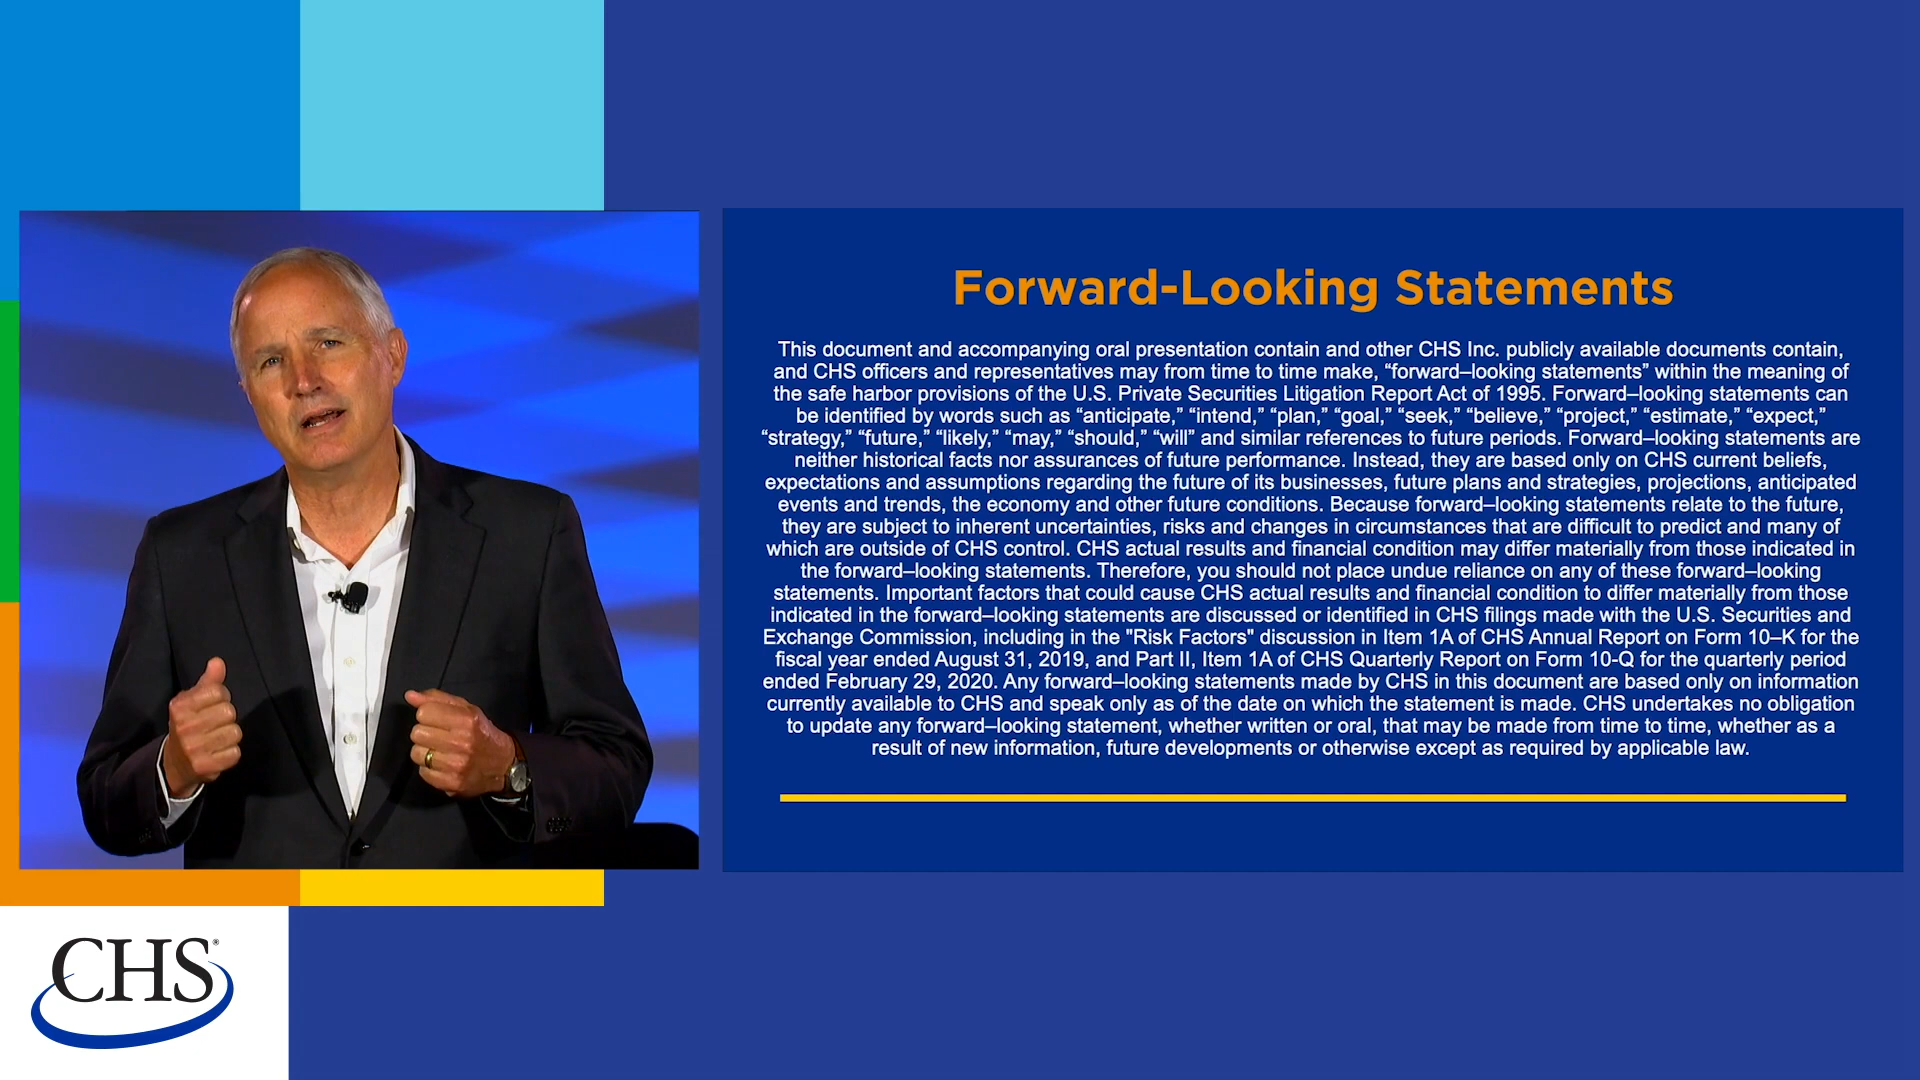 Forward-Looking Statements
This document and accompanying oral presentation contain and other CHS Inc. publicly available documents contain,
and CHS officers and representatives may from time to time make, “forward–looking statements” within the meaning of
the safe harbor provisions of the U.S. Private Securities Litigation Report Act of 1995. Forward–looking statements can
be identified by words such as “anticipate,” “intend,” “plan,” “goal,” “seek,” “believe,” “project,” “estimate,” “expect,”
“strategy,” “future,” “likely,” “may,” “should,” “will” and similar references to future periods. Forward–looking statements are
neither historical facts nor assurances of future performance. Instead, they are based only on CHS current beliefs,
expectations and assumptions regarding the future of its businesses, future plans and strategies, projections, anticipated
events and trends, the economy and other future conditions. Because forward–looking statements relate to the future,
they are subject to inherent uncertainties, risks and changes in circumstances that are difficult to predict and many of
which are outside of CHS control. CHS actual results and financial condition may differ materially from those indicated in
the forward–looking statements. Therefore, you should not place undue reliance on any of these forward–looking
statements. Important factors that could cause CHS actual results and financial condition to differ materially from those
indicated in the forward–looking statements are discussed or identified in CHS filings made with the U.S. Securities and
Exchange Commission, including in the "Risk Factors" discussion in Item 1A of CHS Annual Report on Form 10–K for the
fiscal year ended August 31, 2019, and Part II, Item 1A of CHS Quarterly Report on Form 10-Q for the quarterly period
ended February 29, 2020. Any forward–looking statements made by CHS in this document are based only on information
currently available to CHS and speak only as of the date on which the statement is made. CHS undertakes no obligation
to update any forward–looking statement, whether written or oral, that may be made from time to time, whether as a
result of new information, future developments or otherwise except as required by applicable law.
CHS®